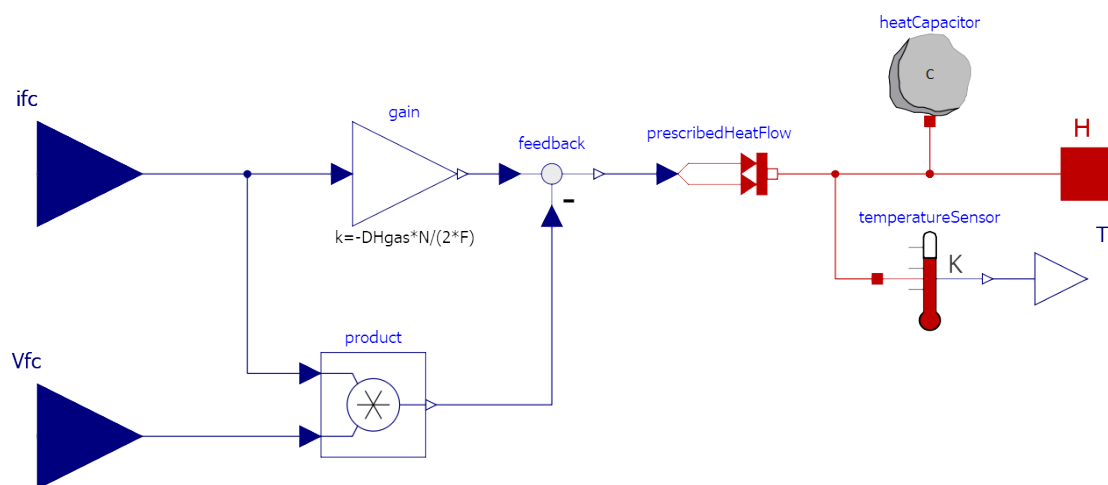 heatCapacitor
C
ifc
gain
feedback
prescribedHeatFlow
H
-
k=-DHgas*N/(2*F)
temperatureSensor
K
T
Vfc
product